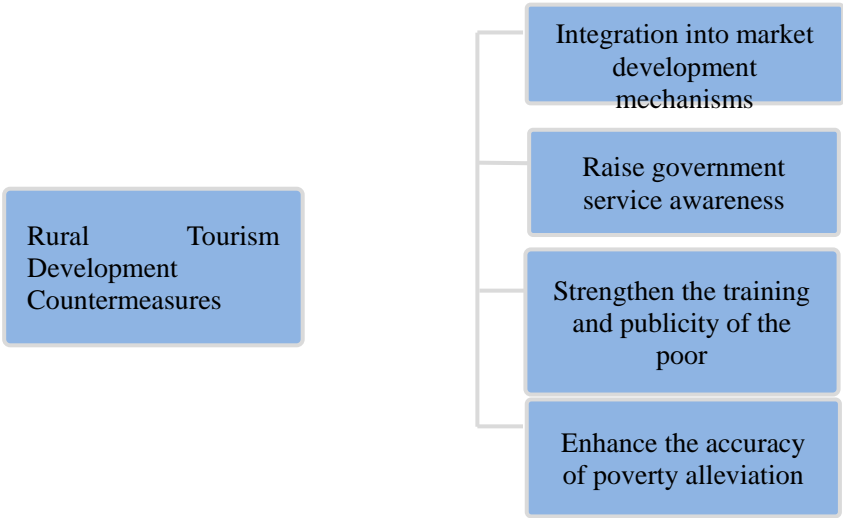 Rural Tourism
Development
Countermeasures
Integration into market
development
mechanisms
Raise government
service awareness
Strengthen the training
and publicity of the
poor
Enhance the accuracy
of poverty alleviation